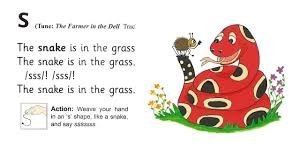 S (Tune: The Farmer in the Dell Trac
The snake is in the grass
The snake is in the grass.
/sss/! /sss/!
The snake is in the grass.
Action: Weave your hand
in an 's' shape, like a snake,
and say ssssss